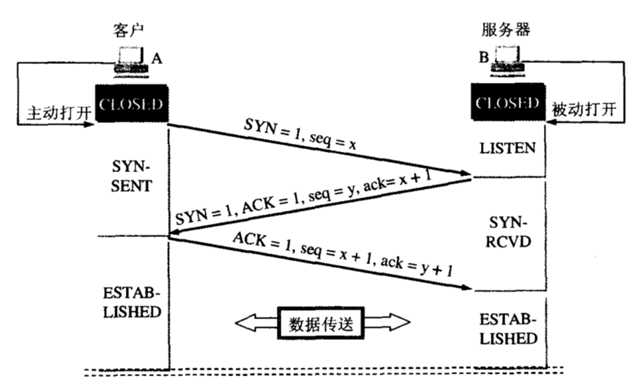 客户
服务器
A
B
CLOSED
CLOSED
主动打开
被动打开
SYN = 1, seq = x
LISTEN
SYN-
SENT
SYN = 1, ACK = 1, seq = y, ack= x + 1
SYN-
RCVD
ACK = 1, seq = x + 1, ack = y + 1
ESTAB-
LISHED
数据传送
ESTAB-
LISHED